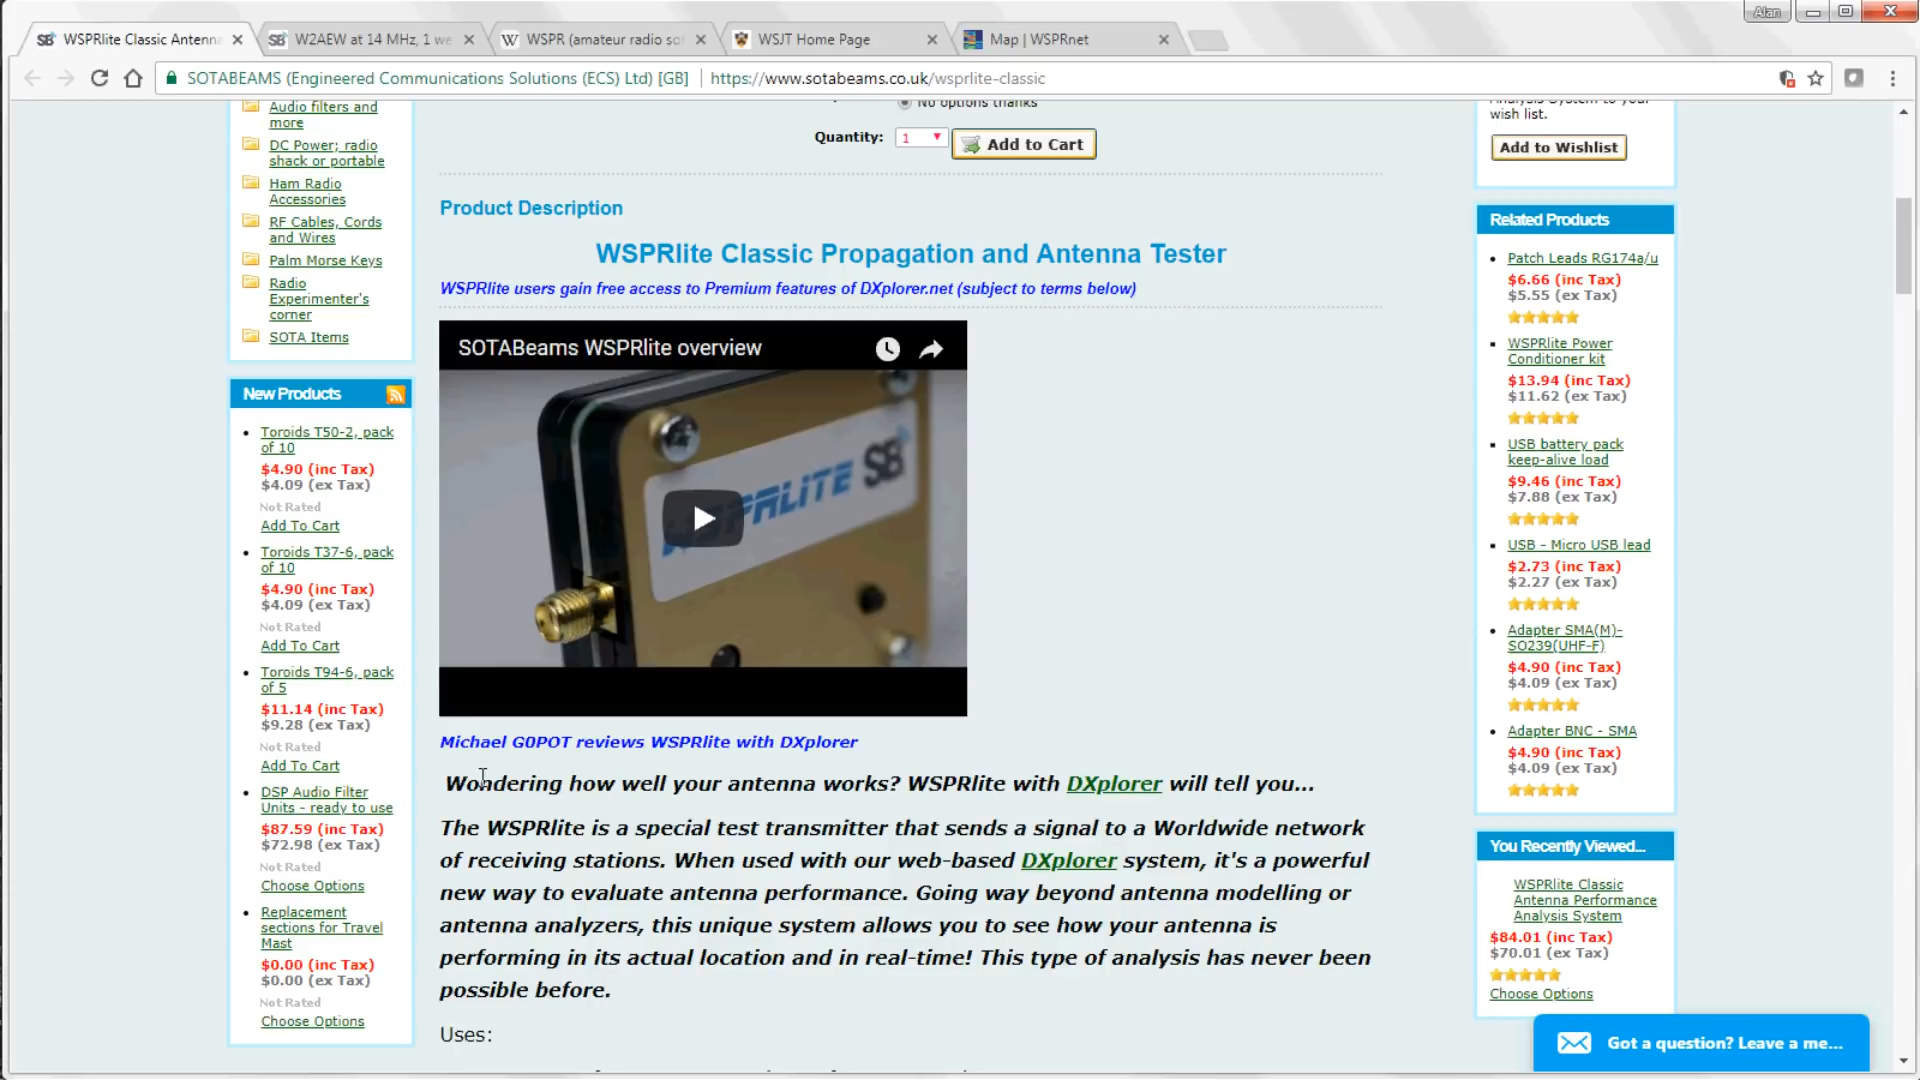 Alan
WSPRlite Classic Antenna
W2AEW at 14 MHz, 1 we
WSPR (amateur radio sof
WSJT Home Page
Map | WSPRnet
SOTABEAMS (Engineered Communications Solutions (ECS) Ltd) [GB] https://www.sotabeams.co.uk/wsprlite-classic
Audio filters and
more
DC Power; radio
shack or portable
Ham Radio
Accessories
RF Cables, Cords
and Wires
Palm Morse Keys
Radio
Experimenter's
corner
SOTA Items
New Products
Toroids T50-2, pack
of 10
$4.90 (inc Tax)
$4.09 (ex Tax)
Not Rated
Add To Cart
Toroids T37-6, pack
of 10
$4.90 (inc Tax)
$4.09 (ex Tax)
Not Rated
Add To Cart
Toroids T94-6, pack
of 5
$11.14 (inc Tax)
$9.28 (ex Tax)
Not Rated
Add To Cart
DSP Audio Filter
Units - ready to use
$87.59 (inc Tax)
$72.98 (ex Tax)
Not Rated
Choose Options
Replacement
sections for Travel
Mast
$0.00 (inc Tax)
$0.00 (ex Tax)
Not Rated
Choose Options
No options thanks
Quantity: 1 Add to Cart
Product Description
WSPRlite Classic Propagation and Antenna Tester
WSPRlite users gain free access to Premium features of DXplorer.net (subject to terms below)
SOTABeams WSPRlite overview
WSPRLITE SB
Michael G0POT reviews WSPRlite with DXplorer
Wondering how well your antenna works? WSPRlite with DXplorer will tell you...
The WSPRlite is a special test transmitter that sends a signal to a Worldwide network
of receiving stations. When used with our web-based DXplorer system, it's a powerful
new way to evaluate antenna performance. Going way beyond antenna modelling or
antenna analyzers, this unique system allows you to see how your antenna is
performing in its actual location and in real-time! This type of analysis has never been
possible before.
Uses:
Analysis System to your
wish list.
Add to Wishlist
Related Products
Patch Leads RG174a/u
$6.66 (inc Tax)
$5.55 (ex Tax)
WSPRlite Power
Conditioner kit
$13.94 (inc Tax)
$11.62 (ex Tax)
USB battery pack
keep-alive load
$9.46 (inc Tax)
$7.88 (ex Tax)
USB - Micro USB lead
$2.73 (inc Tax)
$2.27 (ex Tax)
Adapter SMA(M)-
SO239(UHF-F)
$4.90 (inc Tax)
$4.09 (ex Tax)
Adapter BNC - SMA
$4.90 (inc Tax)
$4.09 (ex Tax)
You Recently Viewed...
WSPRlite Classic
Antenna Performance
Analysis System
$84.01 (inc Tax)
$70.01 (ex Tax)
Choose Options
Got a question? Leave a me...